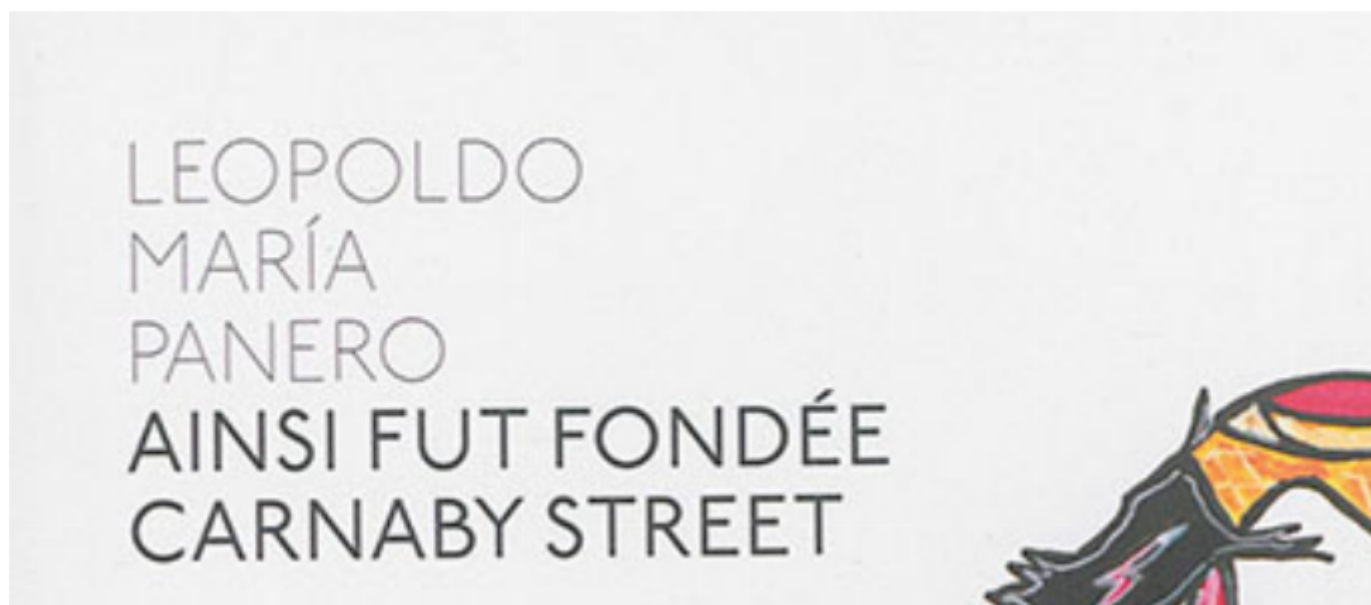 LEOPOLDO
MARÍA
PANERO
AINSI FUT FONDÉE
CARNABY STREET